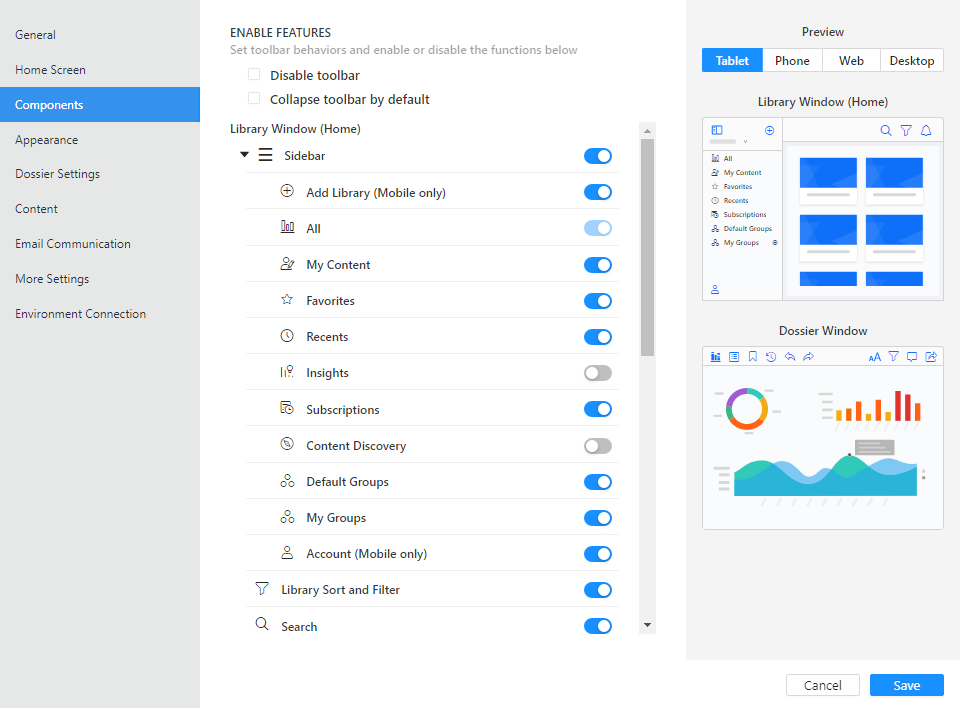 General
Home Screen
Components
Appearance
Dossier Settings
Content
Email Communication
More Settings
Environment Connection
ENABLE FEATURES
Set toolbar behaviors and enable or disable the functions below
Disable toolbar
Collapse toolbar by default
Library Window (Home)
Sidebar
Add Library (Mobile only)
All
My Content
Favorites
Recents
Insights
Subscriptions
Content Discovery
Default Groups
My Groups
Account (Mobile only)
Library Sort and Filter
Search
Preview
Tablet Phone Web Desktop
Library Window (Home)
All
My Content
Favorites
Recents
Subscriptions
Default Groups
My Groups
Dossier Window
AA
Cancel Save